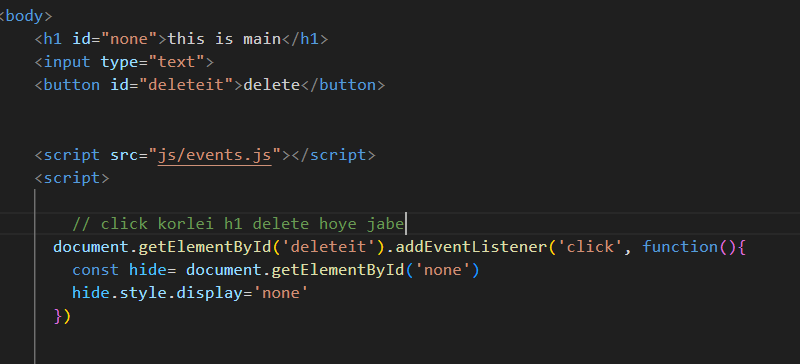 <body>
<h1 id="none">this is main</h1>
<input type="text">
<button id="deleteit">delete</button>
<script src="js/events.js"></script>
<script>
// click korlei h1 delete hoye jabe
document.getElementById('deleteit').addEventListener('click', function(){
const hide= document.getElementById('none')
hide.style.display='none'
})